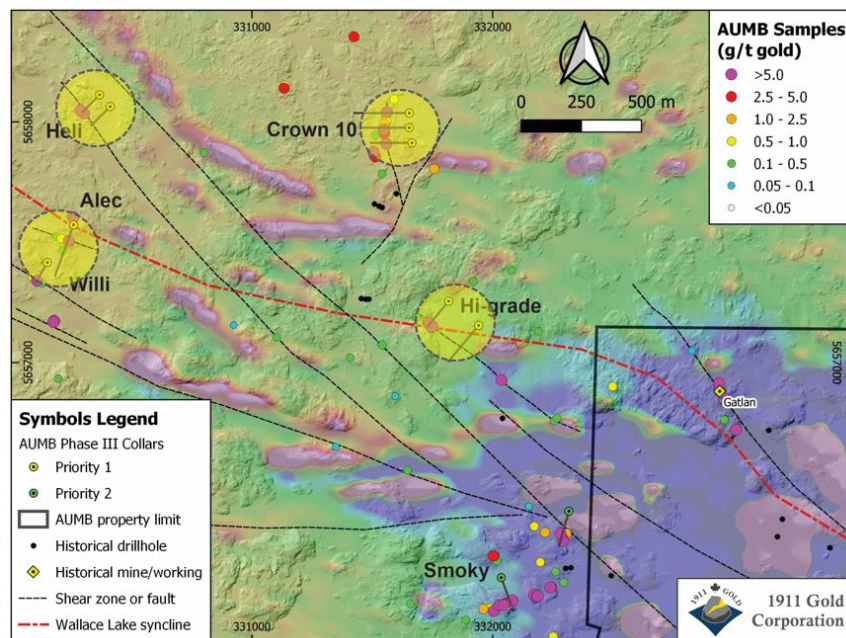 331000
332000
5658000
5657000
5657000
Heli
Crown 10
Alec
Willi
Hi-grade
Gatlan
Smoky
0 250 500 m
AUMB Samples
(g/t gold)
>5.0
2.5 - 5.0
1.0 - 2.5
0.5 - 1.0
0.1 - 0.5
0.05 - 0.1
<0.05
Symbols Legend
AUMB Phase III Collars
Priority 1
Priority 2
AUMB property limit
Historical drillhole
Historical mine/working
Shear zone or fault
Wallace Lake syncline
331000
332000
1911 GOLD
1911 Gold
Corporation